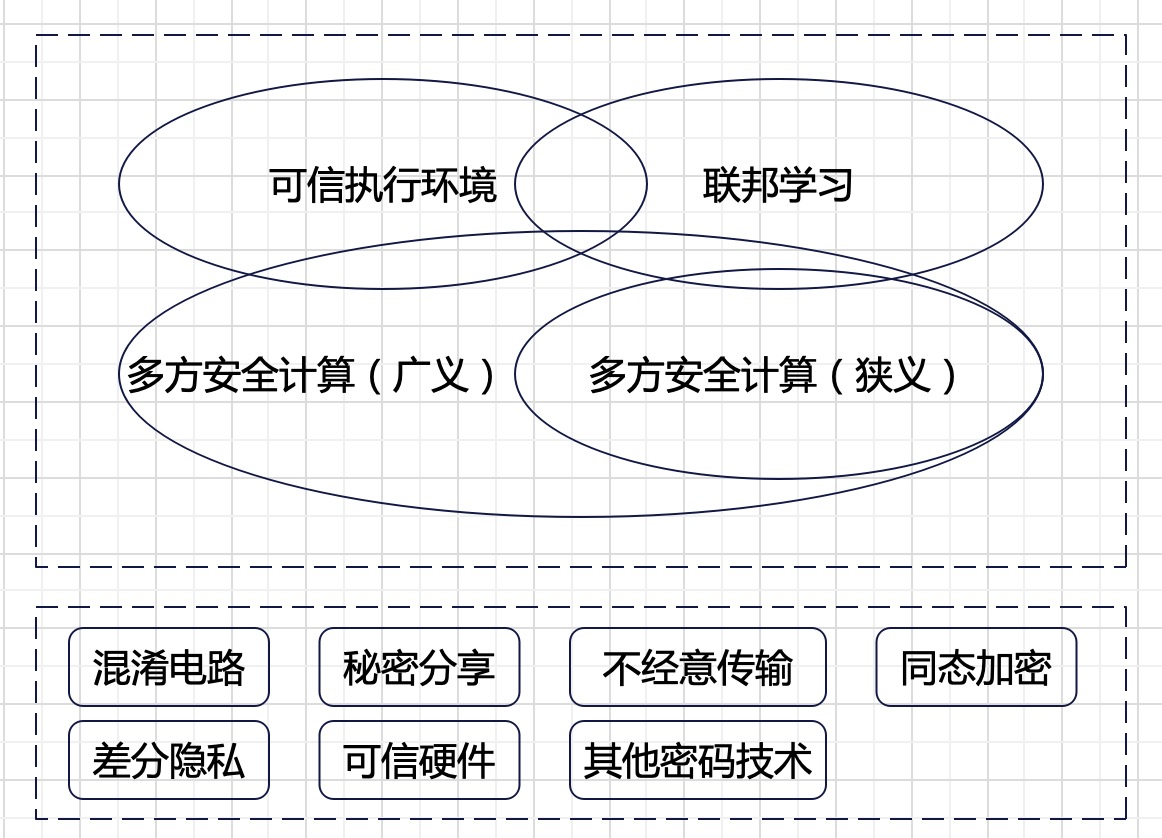 可信执行环境
联邦学习
多方安全计算（广义）
多方安全计算（狭义）
混淆电路
秘密分享
不经意传输
同态加密
差分隐私
可信硬件
其他密码技术